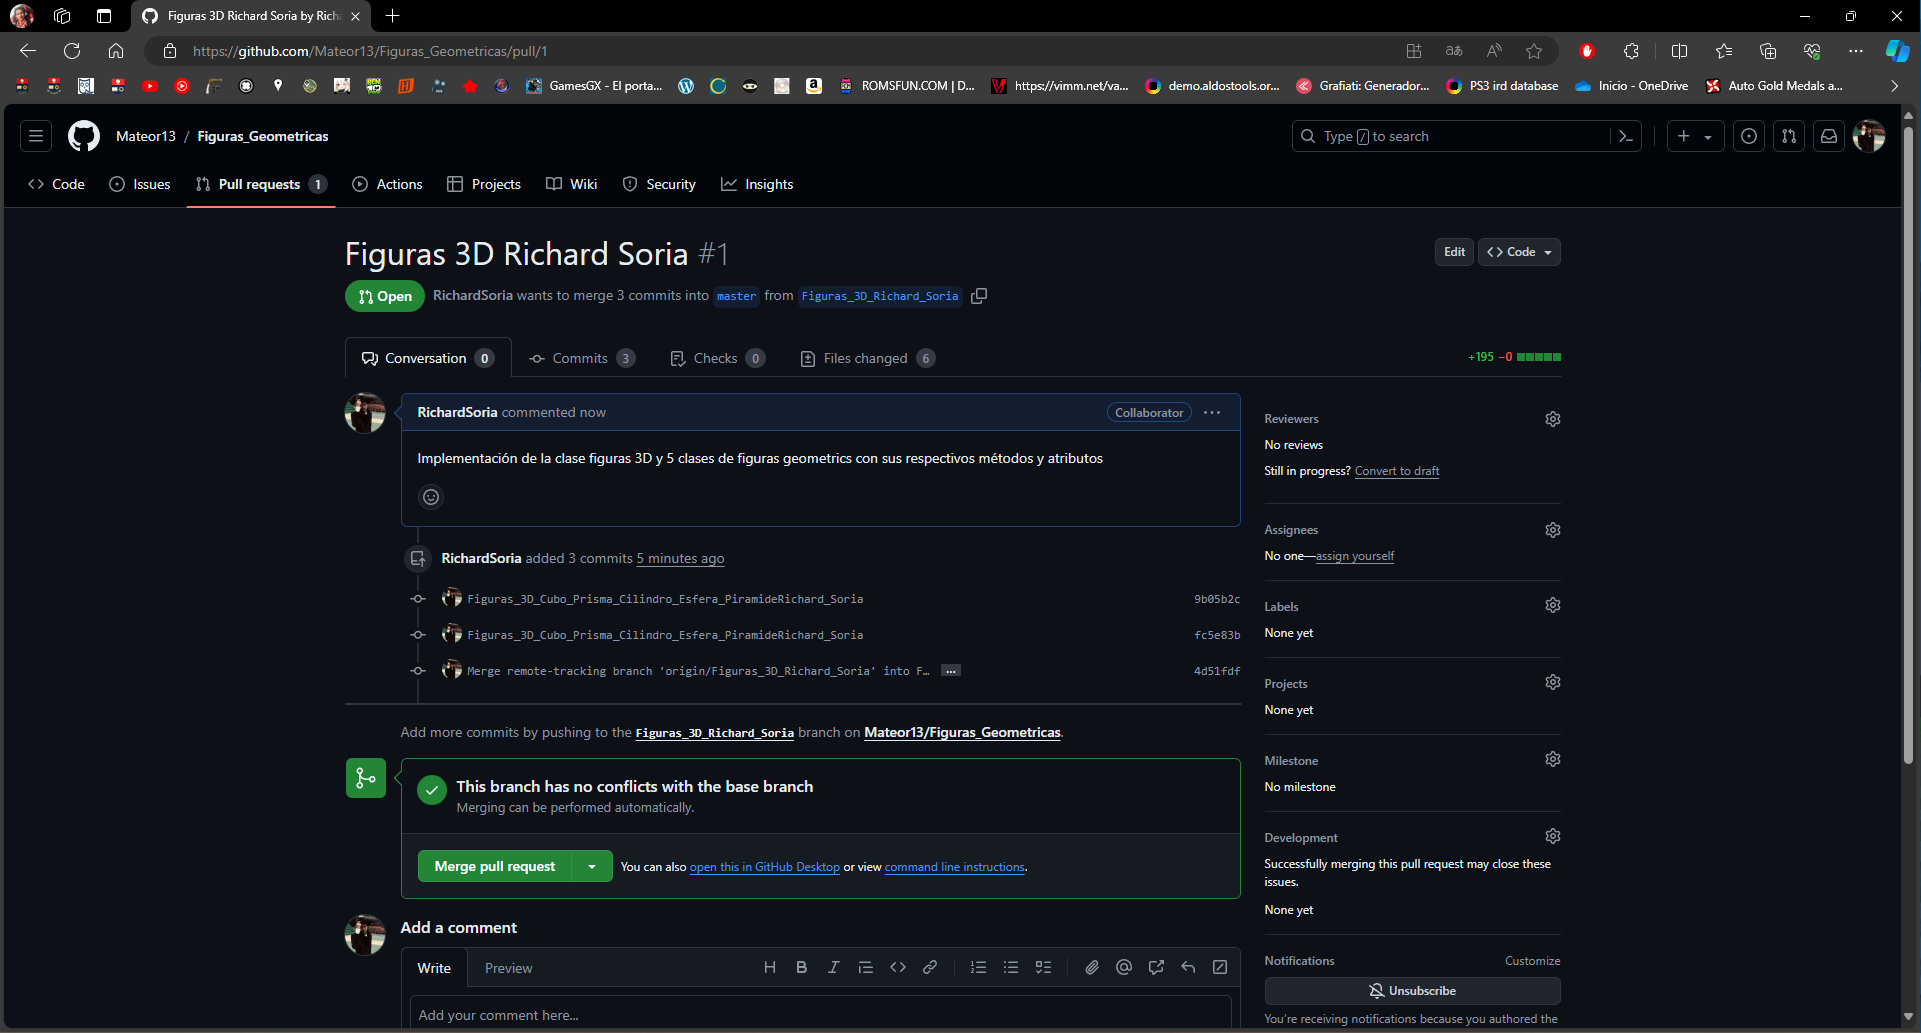 Figuras 3D Richard Soria by Rich
https://github.com/Mateor13/Figuras_Geometricas/pull/1
GamesGX - El porta...
ROMSFUN.COM | D...
https://vimm.net/va...
demo.aldostools.or...
Grafiati: Generador...
PS3 ird database
Inicio - OneDrive
Auto Gold Medals a...
Mateor13 / Figuras_Geometricas
Type / to search
Code
Issues
Pull requests 1
Actions
Projects
Wiki
Security
Insights
Figuras 3D Richard Soria #1
Edit
<> Code
Open
RichardSoria wants to merge 3 commits into master from Figuras_3D_Richard_Soria
Conversation 0
Commits 3
Checks 0
Files changed 6
+195 −0
RichardSoria commented now
Collaborator
Implementación de la clase figuras 3D y 5 clases de figuras geometrics con sus respectivos métodos y atributos
RichardSoria added 3 commits 5 minutes ago
Figuras_3D_Cubo_Prisma_Cilindro_Esfera_PiramideRichard_Soria 9b05b2c
Figuras_3D_Cubo_Prisma_Cilindro_Esfera_PiramideRichard_Soria fc5e83b
Merge remote-tracking branch 'origin/Figuras_3D_Richard_Soria' into F… ... 4d51fdf
Add more commits by pushing to the Figuras_3D_Richard_Soria branch on Mateor13/Figuras_Geometricas.
This branch has no conflicts with the base branch
Merging can be performed automatically.
Merge pull request
You can also open this in GitHub Desktop or view command line instructions.
Add a comment
Write
Preview
Add your comment here...
Reviewers
No reviews
Still in progress? Convert to draft
Assignees
No one—assign yourself
Labels
None yet
Projects
None yet
Milestone
No milestone
Development
Successfully merging this pull request may close these
issues.
None yet
Notifications
Customize
Unsubscribe
You're receiving notifications because you authored the